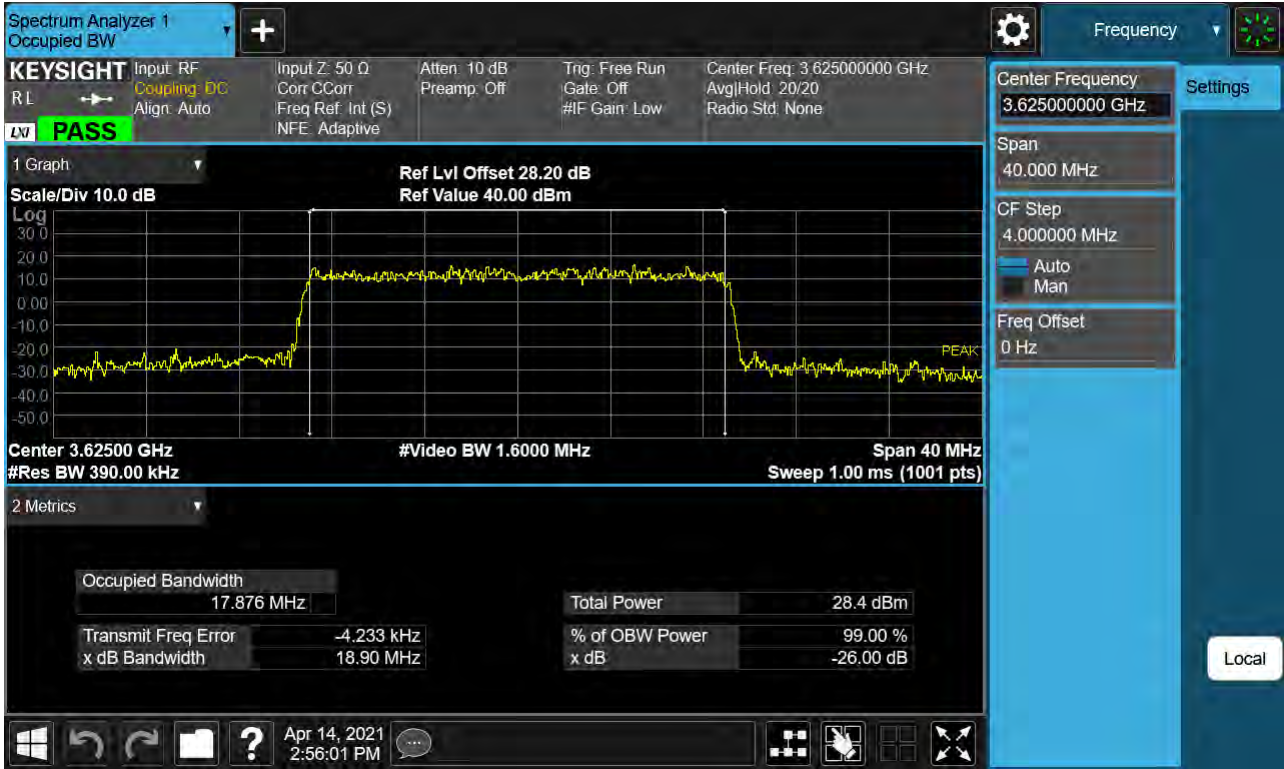 Spectrum Analyzer 1
Occupied BW
Frequency
KEYSIGHT
R L
LXI
PASS
Input: RF
Coupling: DC
Align: Auto
Input Z: 50 Ω
Corr CCorr
Freq Ref: Int (S)
NFE: Adaptive
Atten: 10 dB
Preamp: Off
Trig: Free Run
Gate: Off
#IF Gain: Low
Center Freq: 3.625000000 GHz
Avg|Hold: 20/20
Radio Std: None
Center Frequency
3.625000000 GHz
Settings
Span
40.000 MHz
CF Step
4.000000 MHz
Auto
Man
Freq Offset
0 Hz
1 Graph
Scale/Div 10.0 dB
Ref Lvl Offset 28.20 dB
Ref Value 40.00 dBm
Log
30.0
20.0
10.0
0.00
-10.0
-20.0
-30.0
-40.0
-50.0
PEAK
Center 3.62500 GHz
#Video BW 1.6000 MHz
Span 40 MHz
#Res BW 390.00 kHz
Sweep 1.00 ms (1001 pts)
2 Metrics
Occupied Bandwidth
17.876 MHz
Total Power 28.4 dBm
Transmit Freq Error -4.233 kHz
% of OBW Power 99.00 %
x dB Bandwidth 18.90 MHz
x dB -26.00 dB
Local
?
Apr 14, 2021
2:56:01 PM